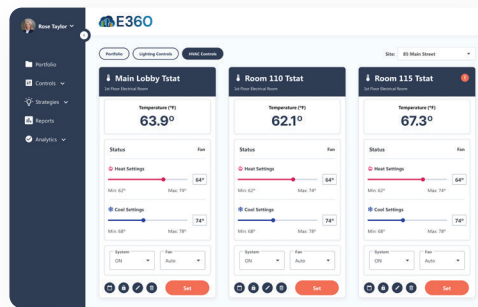 Rose Taylor
E360
Portfolio
Controls
Strategies
Reports
Analytics
Portfolio
Lighting Controls
HVAC Controls
Site:
85 Main Street
Main Lobby Tstat
1st Floor Electrical Room
Temperature (°F)
63.9°
Status
Fan
Heat Settings
64°
Min: 62°
Max: 74°
Cool Settings
74°
Min: 68°
Max: 78°
System
ON
Fan
Auto
Set
Room 110 Tstat
1st Floor Electrical Room
Temperature (°F)
62.1°
Status
Fan
Heat Settings
64°
Min: 62°
Max: 74°
Cool Settings
74°
Min: 68°
Max: 78°
System
ON
Fan
Auto
Set
Room 115 Tstat
1st Floor Electrical Room
Temperature (°F)
67.3°
Status
Fan
Heat Settings
64°
Min: 62°
Max: 74°
Cool Settings
74°
Min: 68°
Max: 78°
System
ON
Fan
Auto
Set